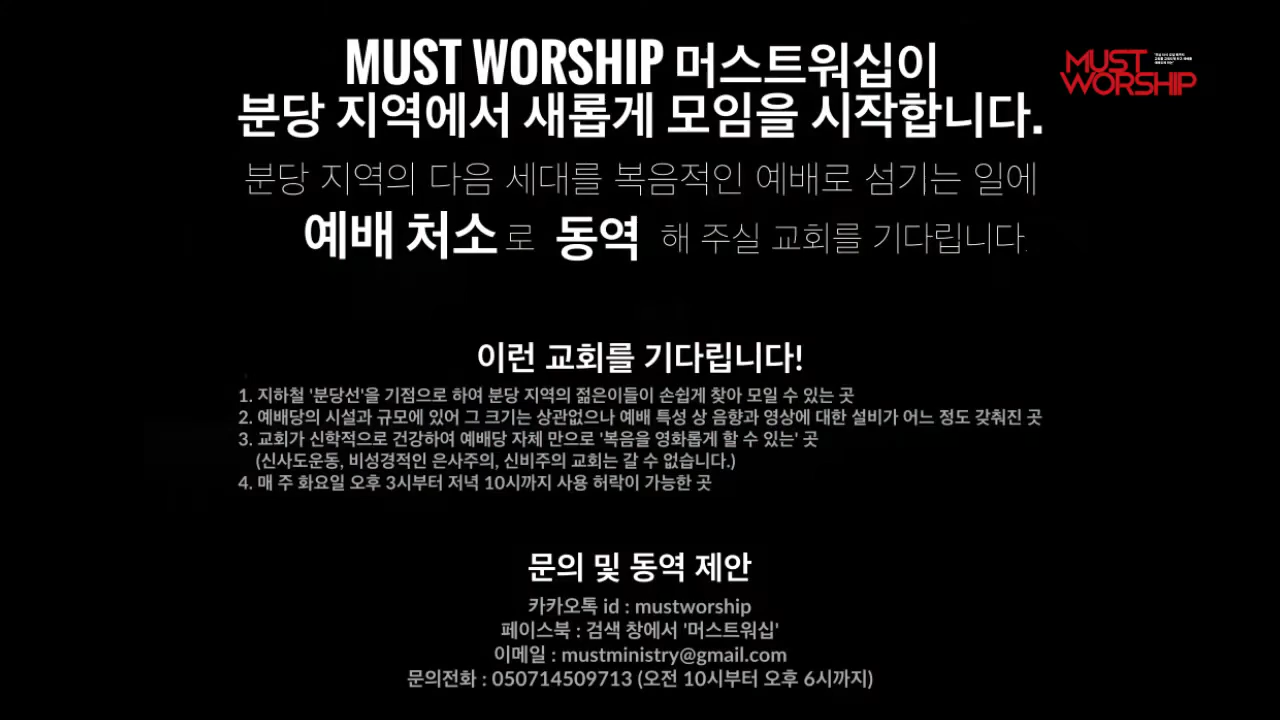 MUST WORSHIP 머스트워십이
분당 지역에서 새롭게 모임을 시작합니다.
MUST
WORSHIP
분당 지역의 다음 세대를 복음적인 예배로 섬기는 일에
예배 처소로 동역 해 주실 교회를 기다립니다.
이런 교회를 기다립니다!
1. 지하철 '분당선'을 기점으로 하여 분당 지역의 젊은이들이 손쉽게 찾아 모일 수 있는 곳
2. 예배당의 시설과 규모에 있어 그 크기는 상관없으나 예배 특성 상 음향과 영상에 대한 설비가 어느 정도 갖춰진 곳
3. 교회가 신학적으로 건강하여 예배당 자체 만으로 '복음을 영화롭게 할 수 있는' 곳
(신사도운동, 비성경적인 은사주의, 신비주의 교회는 갈 수 없습니다.)
4. 매 주 화요일 오후 3시부터 저녁 10시까지 사용 허락이 가능한 곳
문의 및 동역 제안
카카오톡 id : mustworship
페이스북 : 검색 창에서 '머스트워십'
이메일 : mustministry@gmail.com
문의전화 : 050714509713 (오전 10시부터 오후 6시까지)